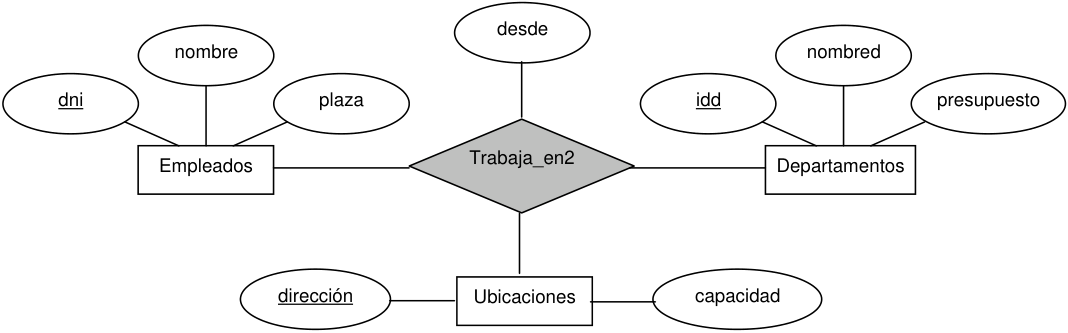 desde
nombre
nombred
dni
plaza
idd
presupuesto
Empleados
Trabaja_en2
Departamentos
dirección
Ubicaciones
capacidad